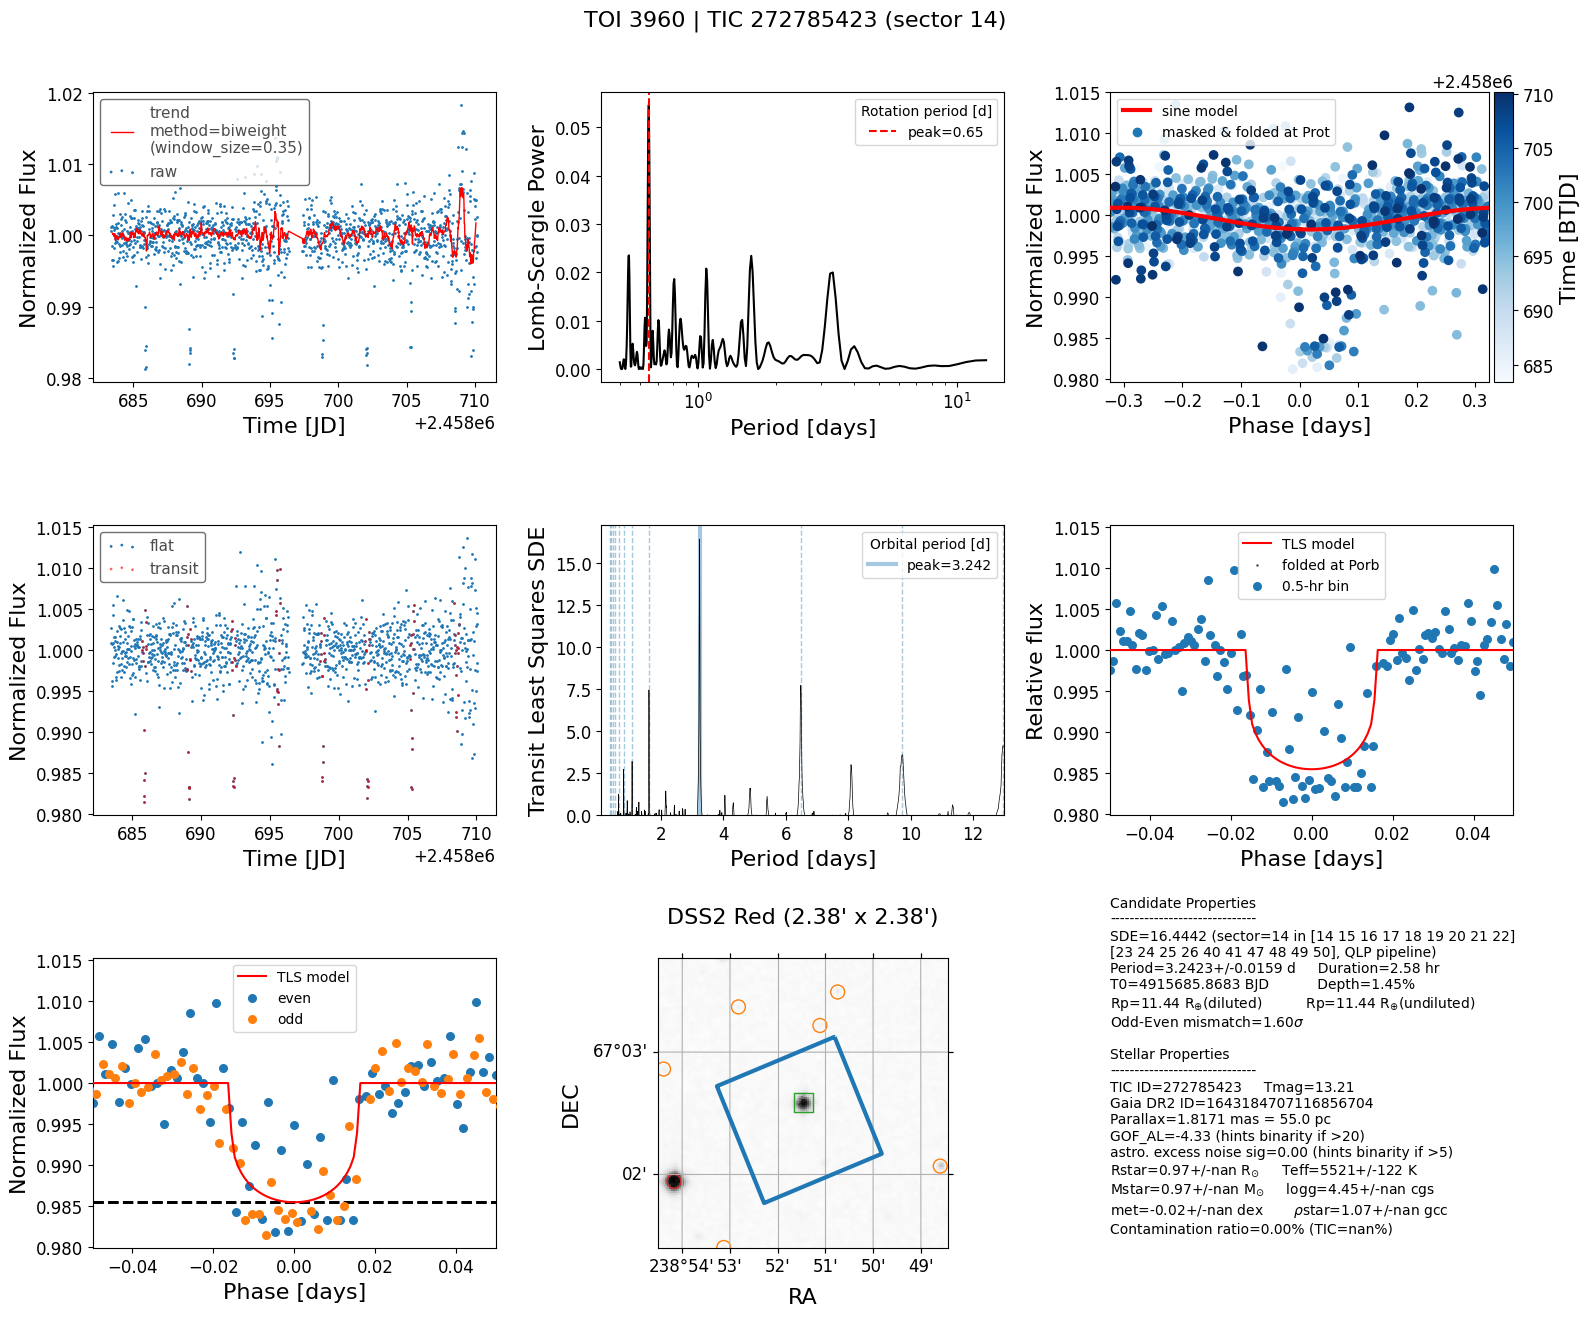 TOI 3960 | TIC 272785423 (sector 14)
trend
method=biweight
(window_size=0.35)
raw
1.02
1.01
1.00
0.99
0.98
Normalized Flux
685
690
695
700
705
710
Time [JD]
+2.458e6
Rotation period [d]
peak=0.65
0.05
0.04
0.03
0.02
0.01
0.00
Lomb-Scargle Power
10⁰
10¹
Period [days]
+2.458e6
sine model
masked & folded at Prot
1.015
1.010
1.005
1.000
0.995
0.990
0.985
0.980
Normalized Flux
−0.3
−0.2
−0.1
0.0
0.1
0.2
0.3
Phase [days]
710
705
700
695
690
685
Time [BTJD]
flat
transit
1.015
1.010
1.005
1.000
0.995
0.990
0.985
0.980
Normalized Flux
685
690
695
700
705
710
Time [JD]
+2.458e6
Orbital period [d]
peak=3.242
15.0
12.5
10.0
7.5
5.0
2.5
0.0
Transit Least Squares SDE
2
4
6
8
10
12
Period [days]
TLS model
folded at Porb
0.5-hr bin
1.015
1.010
1.005
1.000
0.995
0.990
0.985
0.980
Relative flux
−0.04
−0.02
0.00
0.02
0.04
Phase [days]
TLS model
even
odd
1.015
1.010
1.005
1.000
0.995
0.990
0.985
0.980
Normalized Flux
−0.04
−0.02
0.00
0.02
0.04
Phase [days]
DSS2 Red (2.38' x 2.38')
67°03'
02'
DEC
238°54'
53'
52'
51'
50'
49'
RA
Candidate Properties
------------------------------
SDE=16.4442 (sector=14 in [14 15 16 17 18 19 20 21 22]
[23 24 25 26 40 41 47 48 49 50], QLP pipeline)
Period=3.2423+/-0.0159 d Duration=2.58 hr
T0=4915685.8683 BJD Depth=1.45%
Rp=11.44 R⊕(diluted) Rp=11.44 R⊕(undiluted)
Odd-Even mismatch=1.60σ
Stellar Properties
------------------------------
TIC ID=272785423 Tmag=13.21
Gaia DR2 ID=1643184707116856704
Parallax=1.8171 mas = 55.0 pc
GOF_AL=-4.33 (hints binarity if >20)
astro. excess noise sig=0.00 (hints binarity if >5)
Rstar=0.97+/-nan R⊙ Teff=5521+/-122 K
Mstar=0.97+/-nan M⊙ logg=4.45+/-nan cgs
met=-0.02+/-nan dex ρstar=1.07+/-nan gcc
Contamination ratio=0.00% (TIC=nan%)